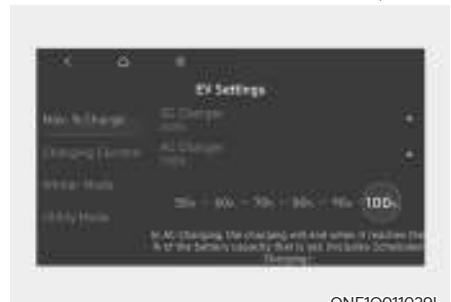 EV Settings
Max. % Charge
DC Charger
100%
Charging Current
AC Charger
100%
Winter Mode
Utility Mode
50% - 60% - 70% - 80% - 90% - 100%
In AC Charging, the charging will end when it reaches the
% of the battery capacity that is set. (Includes Scheduled
Charging.)